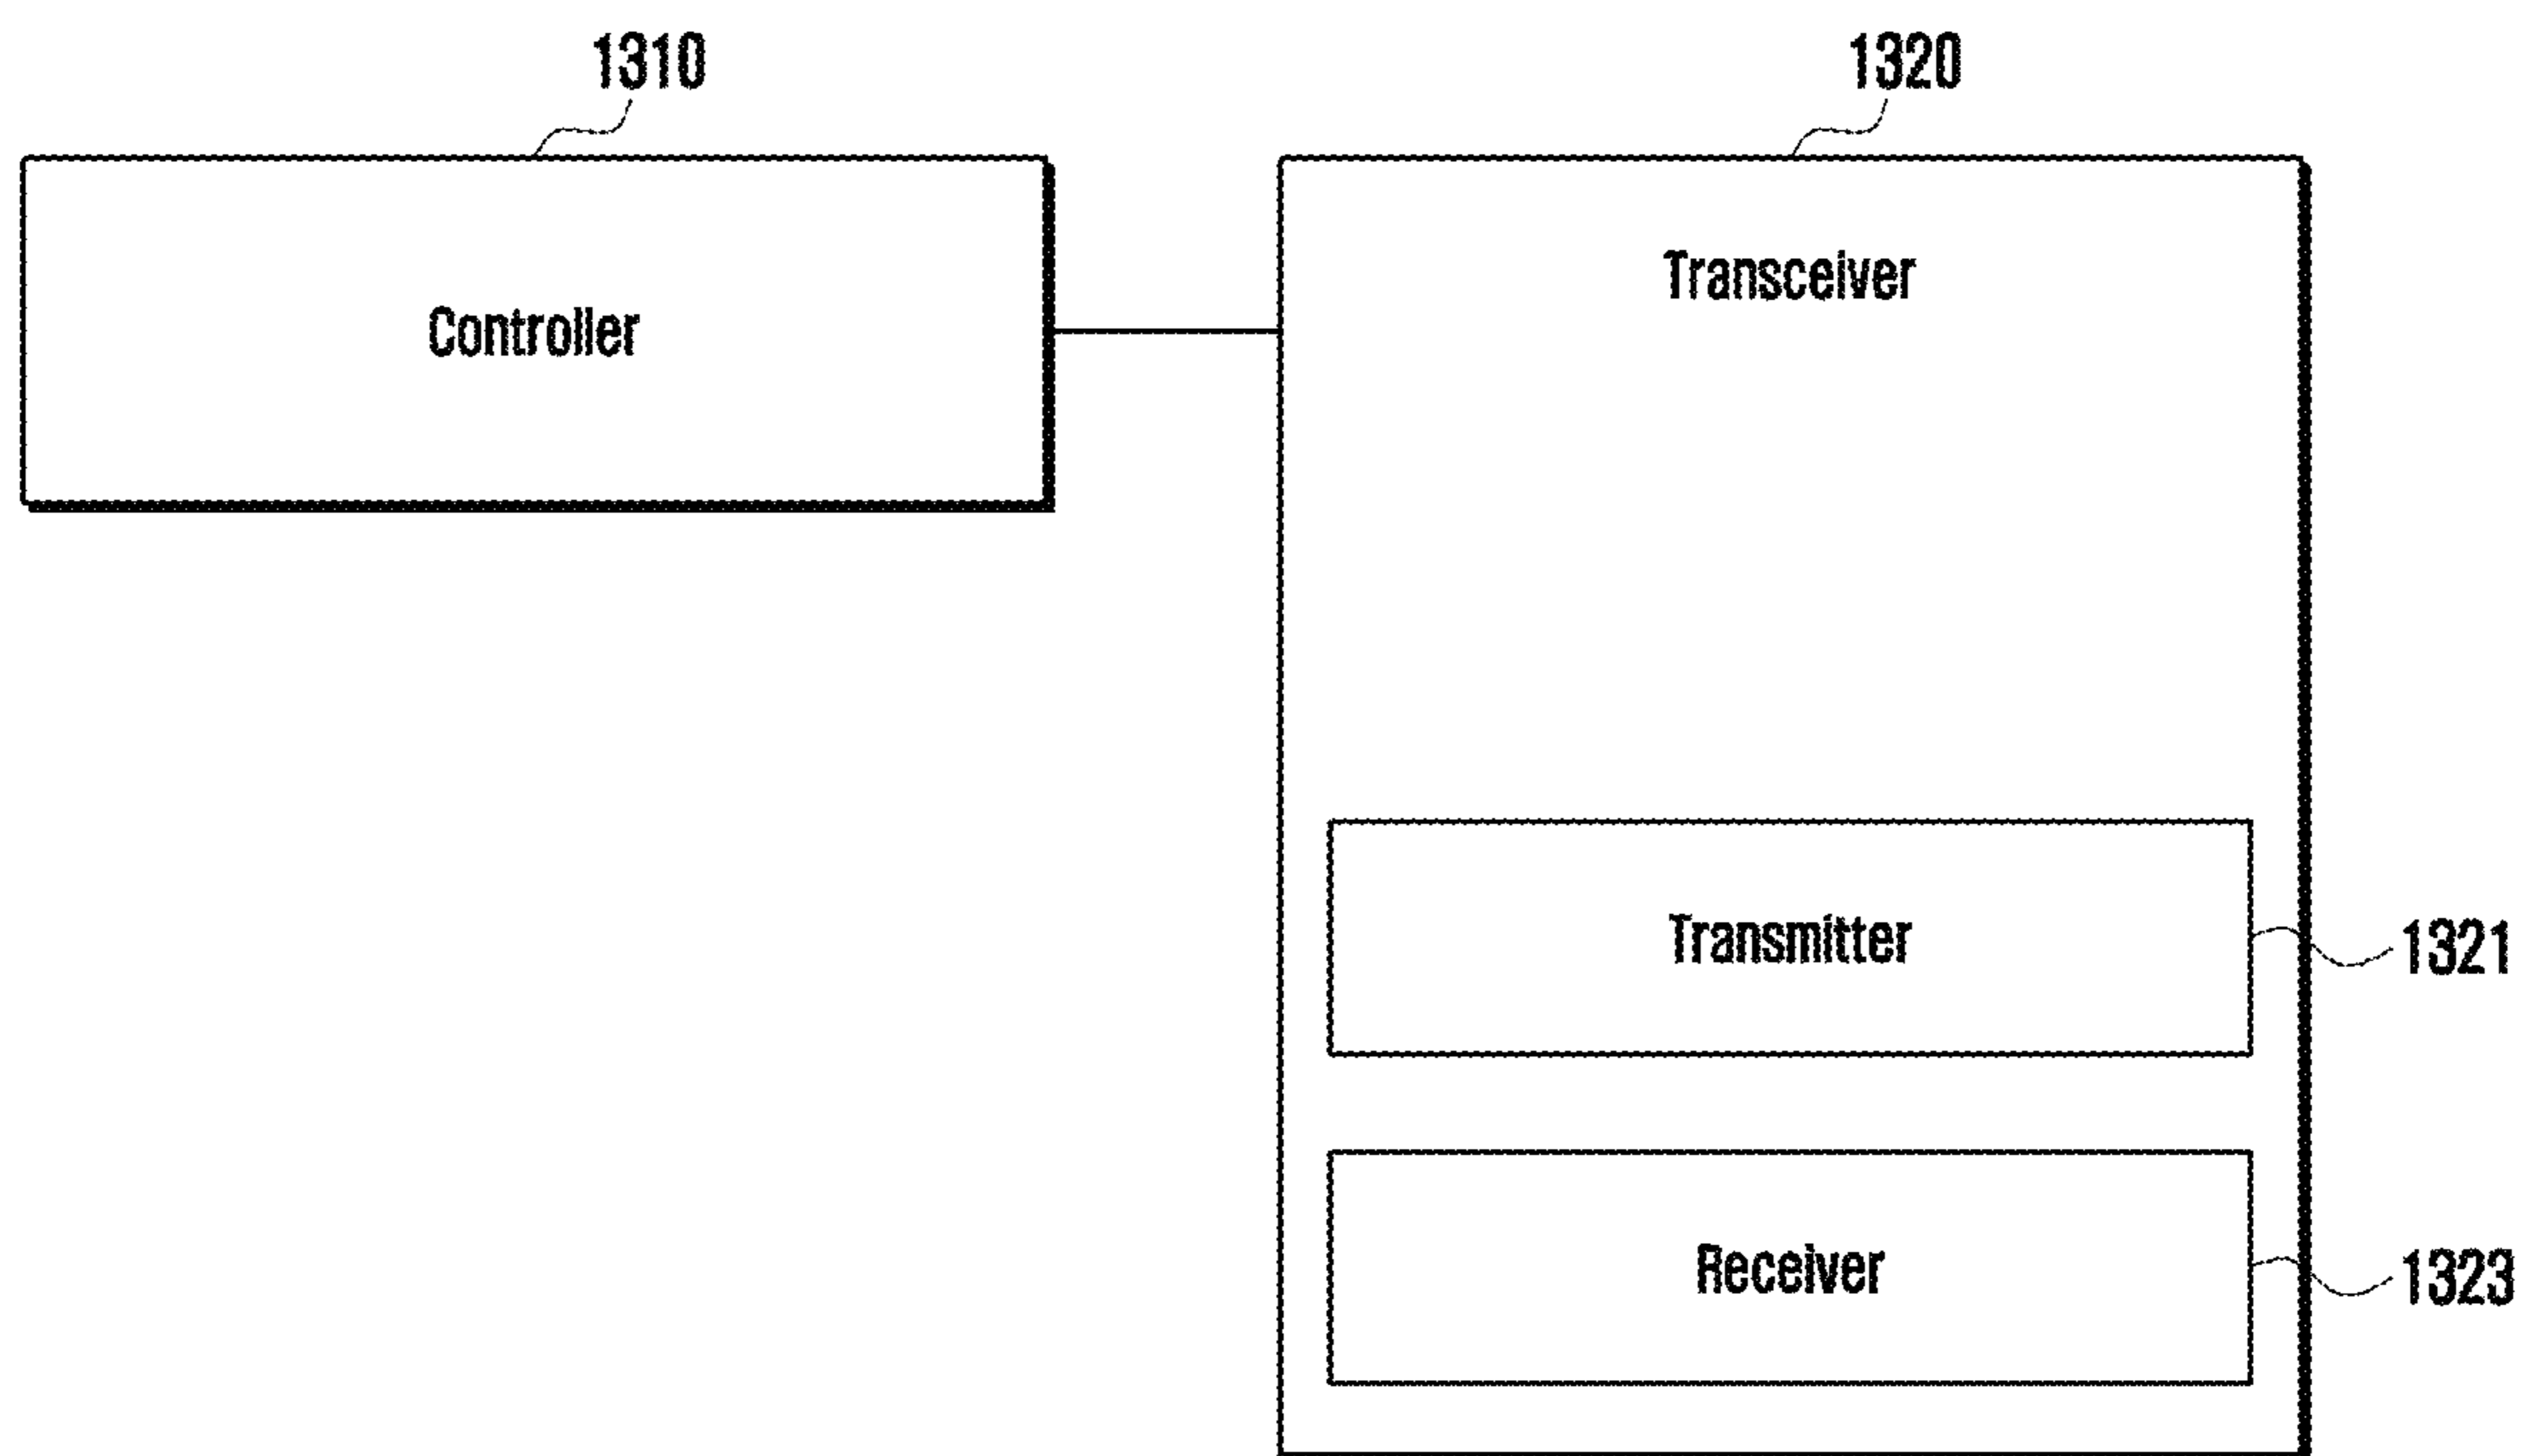 1310
1320
Controller
Transceiver
Transmitter
1321
Receiver
1323